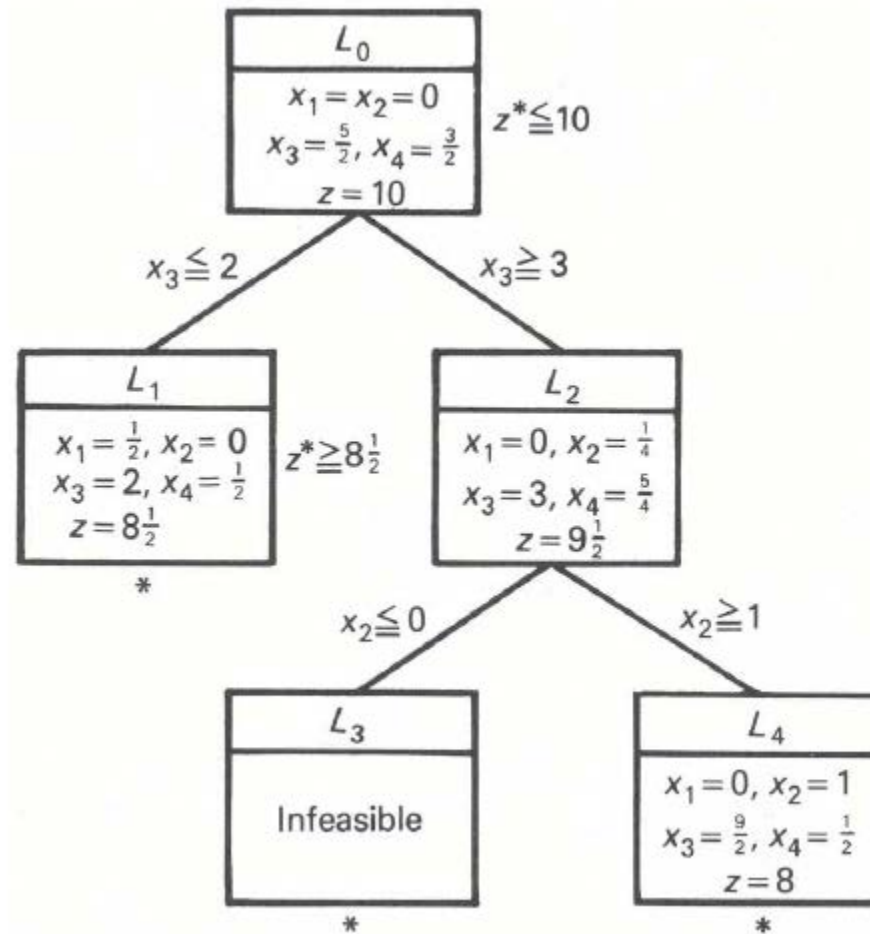 L₀
x₁ = x₂ = 0
x₃ = 5/2, x₄ = 3/2
z = 10
z* ≦ 10
x₃ ≦ 2
x₃ ≧ 3
L₁
x₁ = 1/2, x₂ = 0
x₃ = 2, x₄ = 1/2
z = 8 1/2
z* ≧ 8 1/2
*
L₂
x₁ = 0, x₂ = 1/4
x₃ = 3, x₄ = 5/4
z = 9 1/2
x₂ ≦ 0
x₂ ≧ 1
L₃
Infeasible
*
L₄
x₁ = 0, x₂ = 1
x₃ = 9/2, x₄ = 1/2
z = 8
*